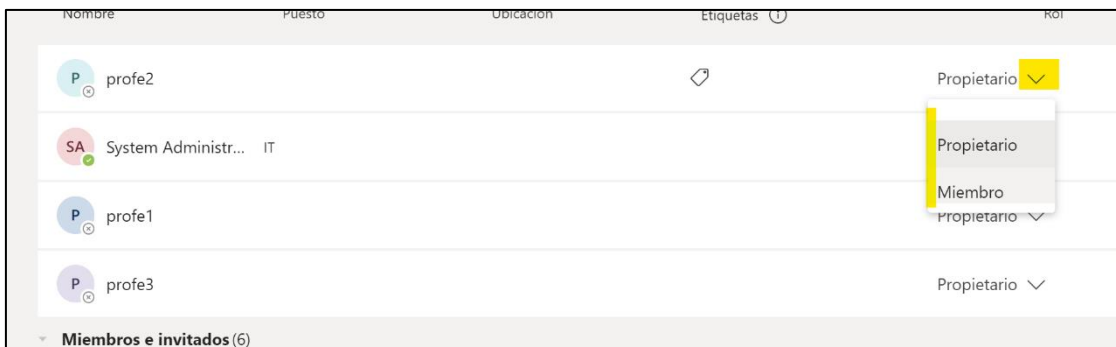 Nombre Puesto Ubicación Etiquetas Rol
P profe2 Propietario
Propietario
SA System Administr... IT
Miembro
P profe1 Propietario
P profe3 Propietario
Miembros e invitados (6)